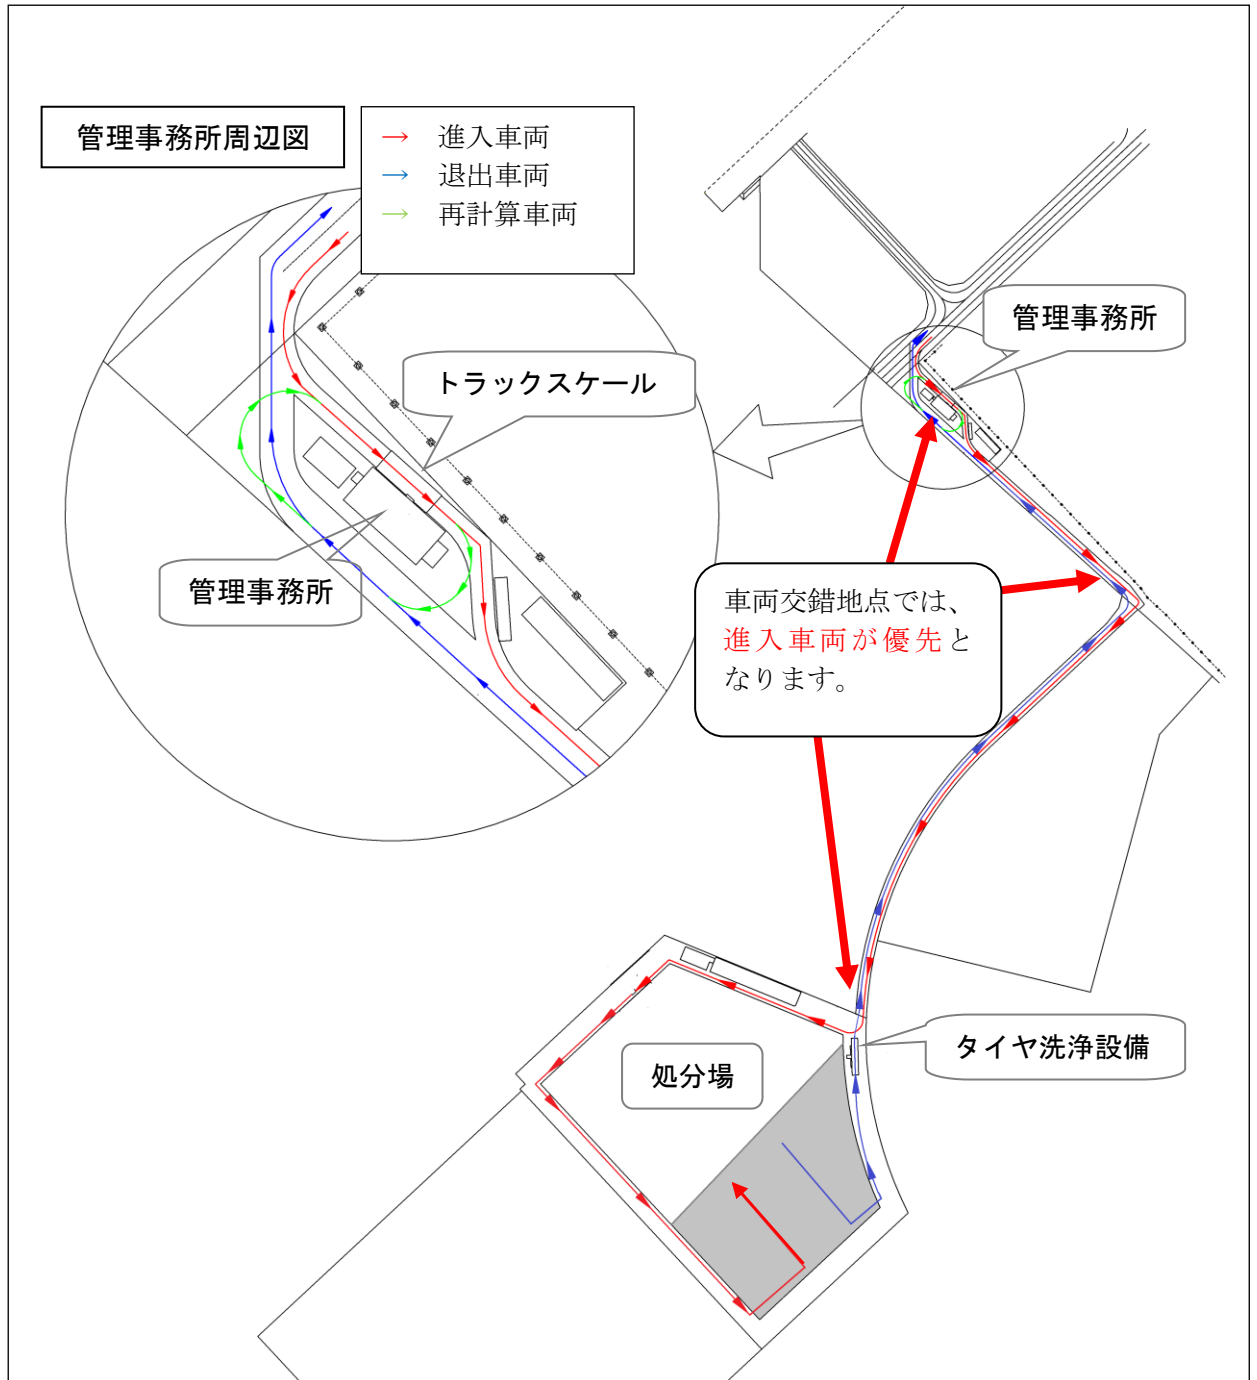 管理事務所周辺図
進入車両
退出車両
再計算車両
管理事務所
トラックスケール
管理事務所
車両交錯地点では、
進入車両が優先と
なります。
タイヤ洗浄設備
処分場